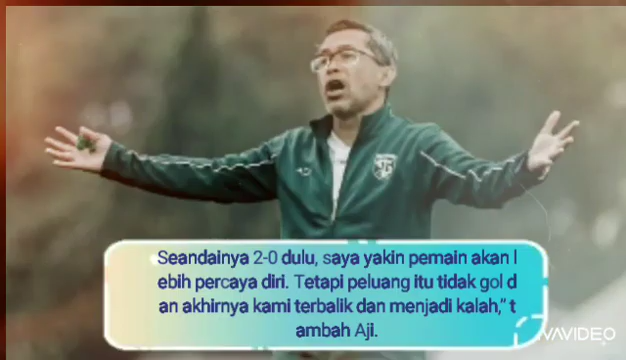 Seandainya 2-0 dulu, saya yakin pemain akan l
ebih percaya diri. Tetapi peluang itu tidak gol d
an akhirnya kami terbalik dan menjadi kalah,” t
ambah Aji.
VAVIDEO